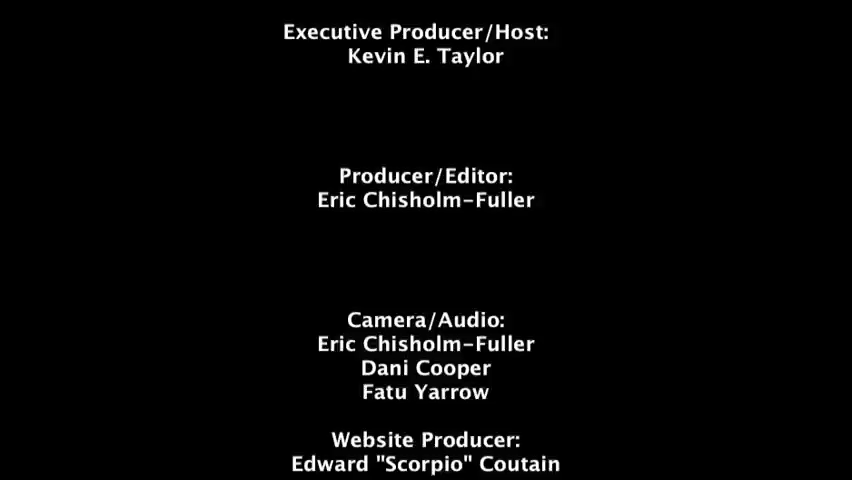 Executive Producer/Host:
Kevin E. Taylor
Producer/Editor:
Eric Chisholm-Fuller
Camera/Audio:
Eric Chisholm-Fuller
Dani Cooper
Fatu Yarrow
Website Producer:
Edward "Scorpio" Coutain